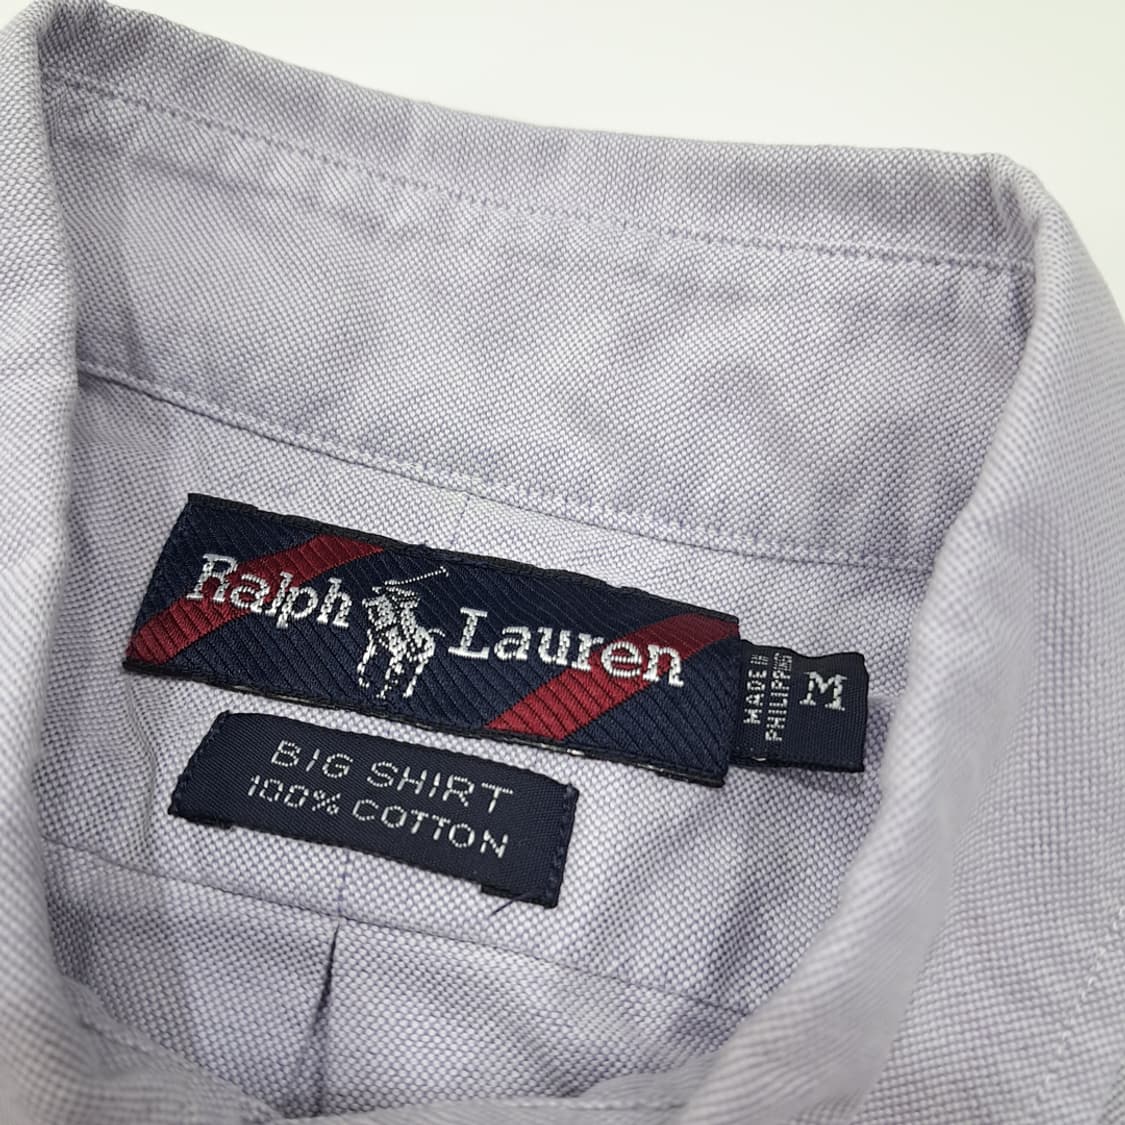 Ralph Lauren
MADE IN
PHILIPPINES
M
BIG SHIRT
100% COTTON